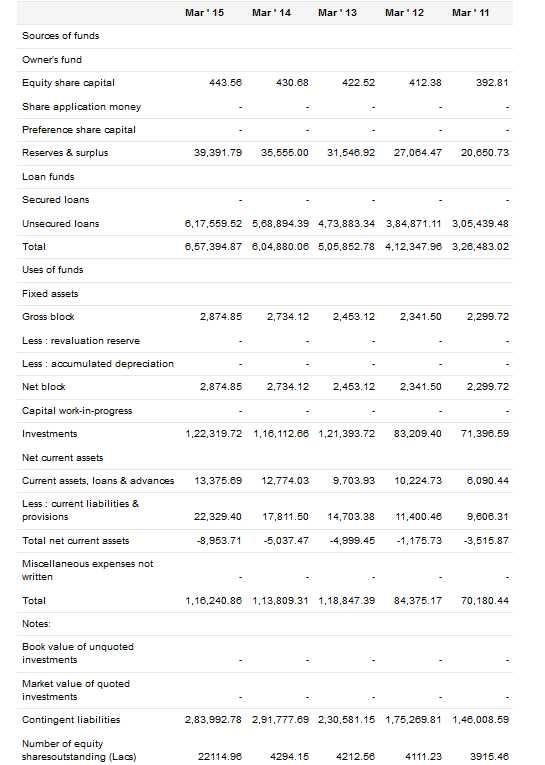 Mar ' 15 Mar ' 14 Mar ' 13 Mar ' 12 Mar ' 11
Sources of funds
Owner's fund
Equity share capital 443.56 430.68 422.52 412.38 392.81
Share application money - - - - -
Preference share capital - - - - -
Reserves & surplus 39,391.79 35,555.00 31,546.92 27,064.47 20,650.73
Loan funds
Secured loans - - - - -
Unsecured loans 6,17,559.52 5,68,894.39 4,73,883.34 3,84,871.11 3,05,439.48
Total 6,57,394.87 6,04,880.06 5,05,852.78 4,12,347.96 3,26,483.02
Uses of funds
Fixed assets
Gross block 2,874.85 2,734.12 2,453.12 2,341.50 2,299.72
Less : revaluation reserve - - - - -
Less : accumulated depreciation - - - - -
Net block 2,874.85 2,734.12 2,453.12 2,341.50 2,299.72
Capital work-in-progress - - - - -
Investments 1,22,319.72 1,16,112.66 1,21,393.72 83,209.40 71,396.59
Net current assets
Current assets, loans & advances 13,375.69 12,774.03 9,703.93 10,224.73 6,090.44
Less : current liabilities &
provisions 22,329.40 17,811.50 14,703.38 11,400.46 9,606.31
Total net current assets -8,953.71 -5,037.47 -4,999.45 -1,175.73 -3,515.87
Miscellaneous expenses not
written - - - - -
Total 1,16,240.86 1,13,809.31 1,18,847.39 84,375.17 70,180.44
Notes:
Book value of unquoted
investments - - - - -
Market value of quoted
investments - - - - -
Contingent liabilities 2,83,992.78 2,91,777.69 2,30,581.15 1,75,269.81 1,46,008.59
Number of equity
sharesoutstanding (Lacs) 22114.96 4294.15 4212.56 4111.23 3915.46